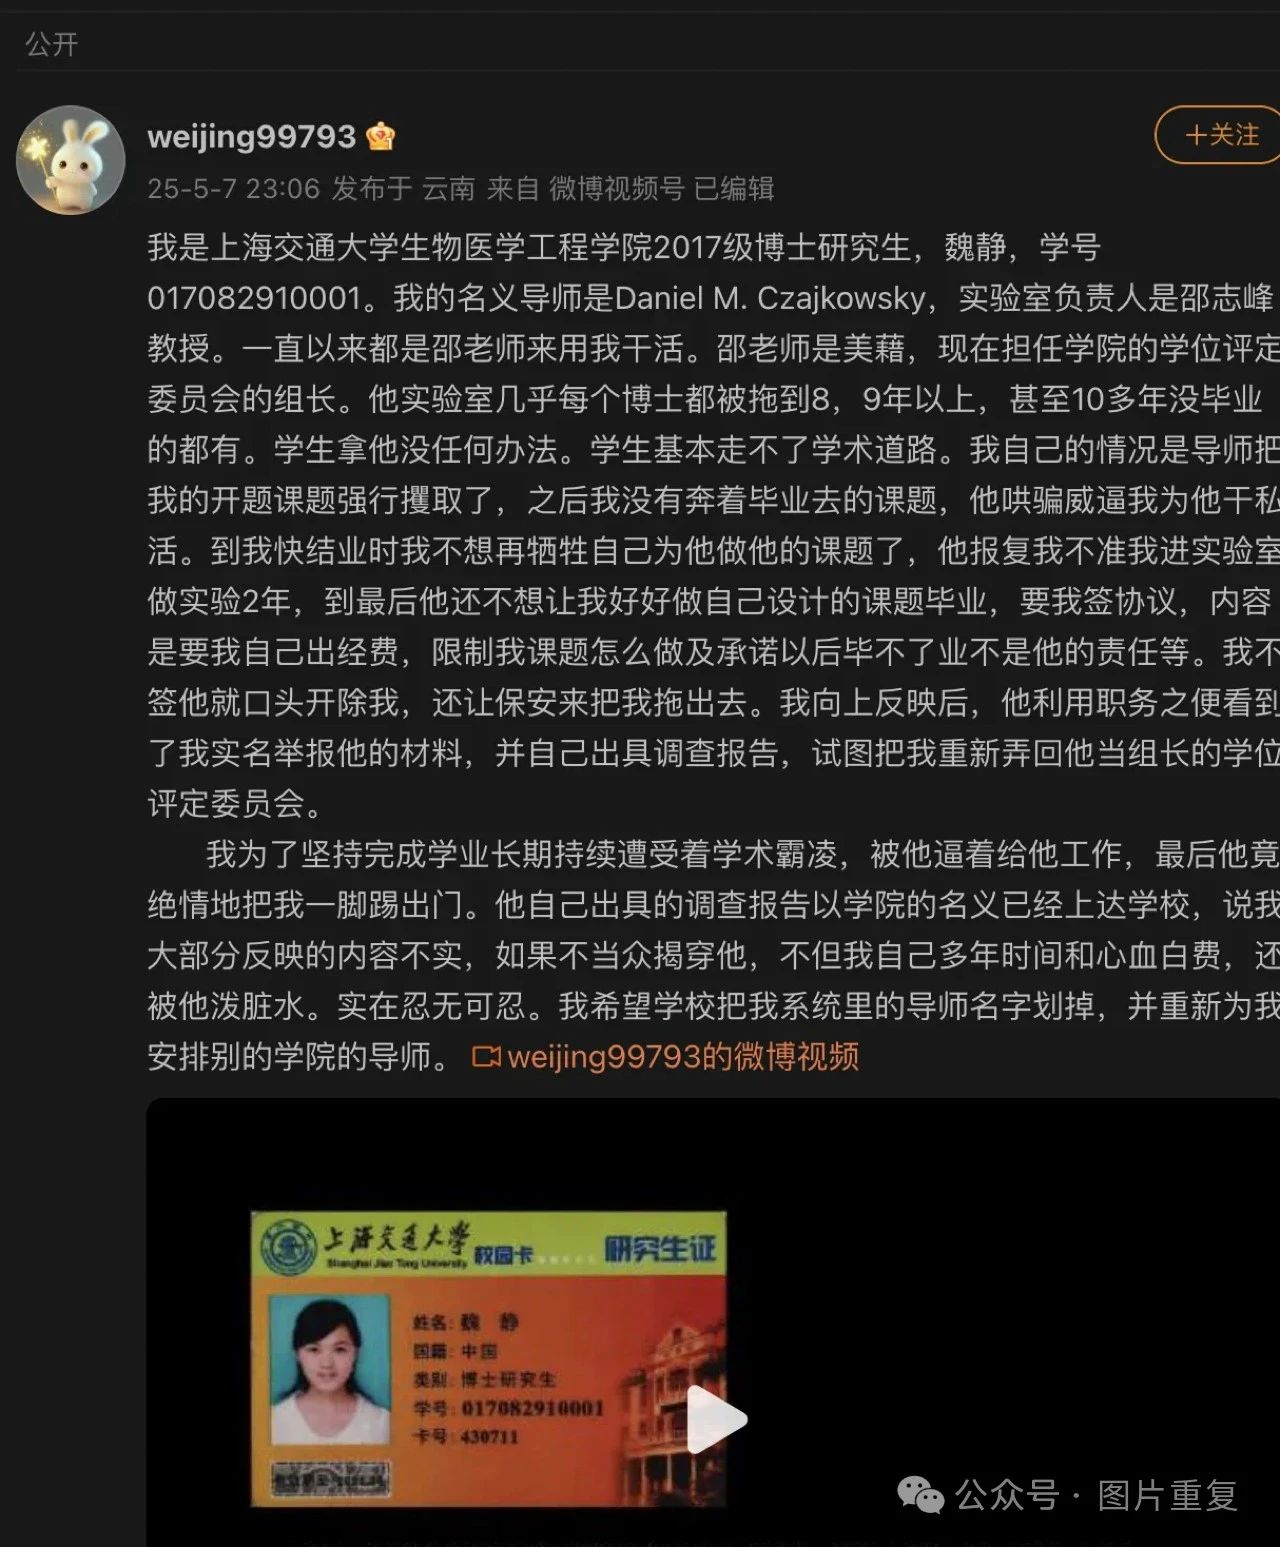 公开
weijing99793
+关注
25-5-7 23:06 发布于 云南 来自 微博视频号 已编辑
我是上海交通大学生物医学工程学院2017级博士研究生，魏静，学号
017082910001。我的名义导师是Daniel M. Czajkowsky，实验室负责人是邵志峰
教授。一直以来都是邵老师来用我干活。邵老师是美藉，现在担任学院的学位评定
委员会的组长。他实验室几乎每个博士都被拖到8，9年以上，甚至10多年没毕业
的都有。学生拿他没任何办法。学生基本走不了学术道路。我自己的情况是导师把
我的开题课题强行攫取了，之后我没有奔着毕业去的课题，他哄骗威逼我为他干私
活。到我快结业时我不想再牺牲自己为他做他的课题了，他报复我不准我进实验室
做实验2年，到最后他还不想让我好好做自己设计的课题毕业，要我签协议，内容
是要我自己出经费，限制我课题怎么做及承诺以后毕不了业不是他的责任等。我不
签他就口头开除我，还让保安来把我拖出去。我向上反映后，他利用职务之便看到
了我实名举报他的材料，并自己出具调查报告，试图把我重新弄回他当组长的学位
评定委员会。
我为了坚持完成学业长期持续遭受着学术霸凌，被他逼着给他工作，最后他竟
绝情地把我一脚踢出门。他自己出具的调查报告以学院的名义已经上达学校，说我
大部分反映的内容不实，如果不当众揭穿他，不但我自己多年时间和心血白费，还
被他泼脏水。实在忍无可忍。我希望学校把我系统里的导师名字划掉，并重新为我
安排别的学院的导师。 weijing99793的微博视频
上海交通大学 校园卡 研究生证
Shanghai Jiao Tong University
姓名：魏 静
国籍：中国
类别：博士研究生
学号：017082910001
卡号：430711
公众号 · 图片重复